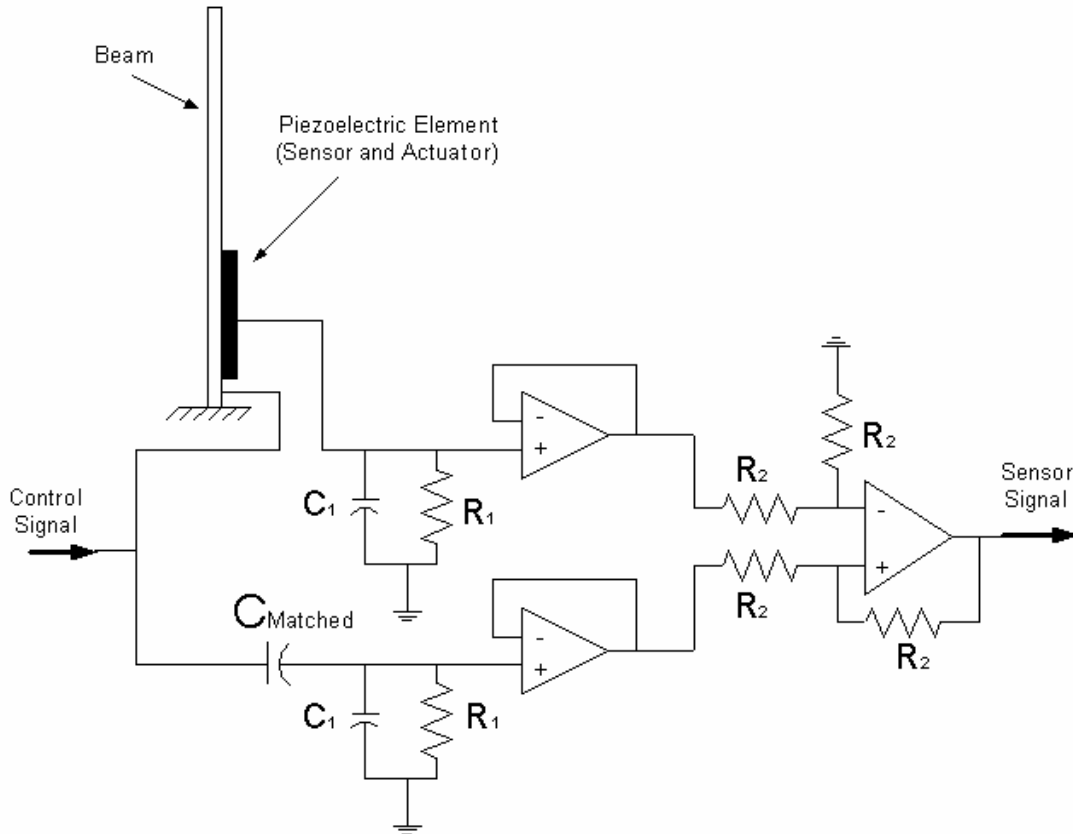 Beam
Piezoelectric Element
(Sensor and Actuator)
-
+
R2
R2
Sensor
Signal
Control
Signal
C1
R1
-
+
R2
R2
CMatched
-
+
C1
R1